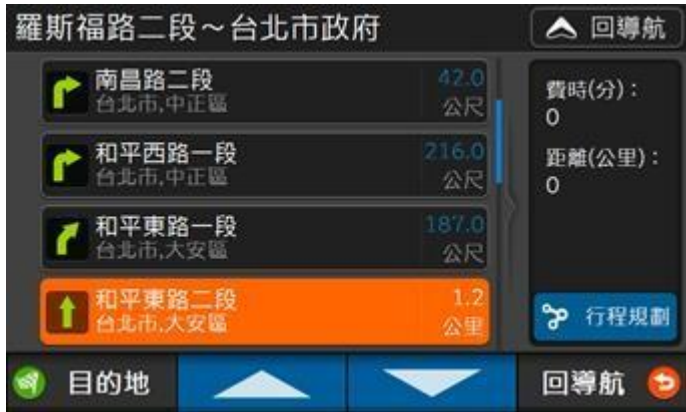 羅斯福路二段~台北市政府
回導航
南昌路二段
42.0
台北市,中正區
公尺
和平西路一段
216.0
台北市,中正區
公尺
和平東路一段
187.0
台北市,大安區
公尺
和平東路二段
1.2
台北市,大安區
公里
費時(分):
0
距離(公里):
0
行程規劃
目的地
回導航